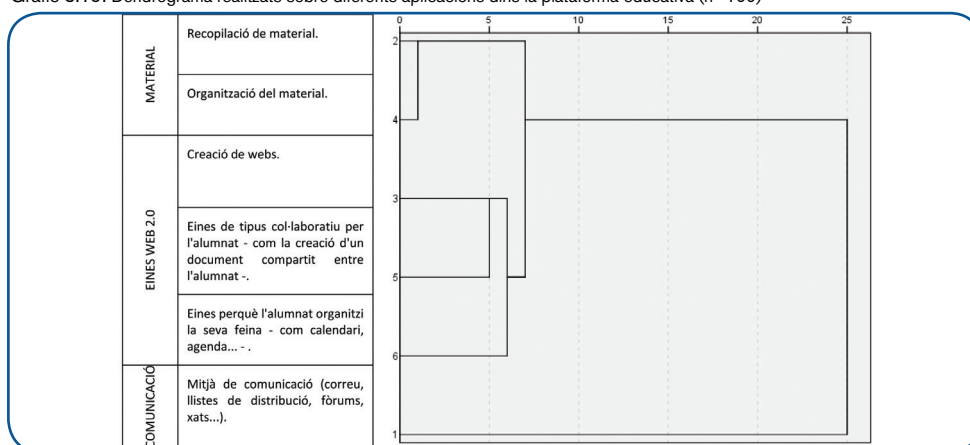 0 5 10 15 20 25
MATERIAL
Recopilació de material.
2
Organització del material.
4
EINES WEB 2.0
Creació de webs.
3
Eines de tipus col·laboratiu per
l'alumnat - com la creació d'un
document compartit entre
l'alumnat -.
5
Eines perquè l'alumnat organitzi
la seva feina - com calendari,
agenda... - .
6
COMUNICACIÓ
Mitjà de comunicació (correu,
llistes de distribució, fòrums,
xats...).
1